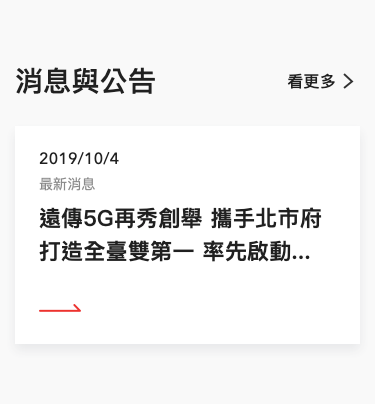 消息與公告
看更多
2019/10/4
最新消息
遠傳5G再秀創舉 攜手北市府
打造全臺雙第一 率先啟動...